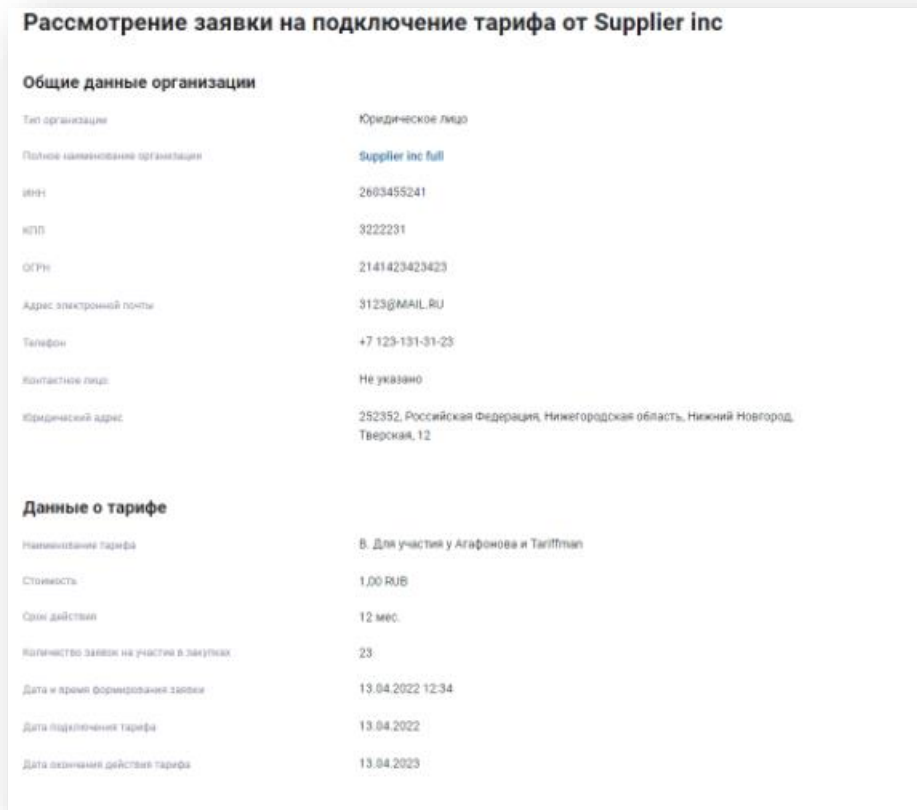 Рассмотрение заявки на подключение тарифа от Supplier inc
Общие данные организации
Тип организации Юридическое лицо
Полное наименование организации Supplier inc full
ИНН 2603455241
КПП 3222231
ОГРН 2141423423423
Адрес электронной почты 3123@MAIL.RU
Телефон +7 123-131-31-23
Контактное лицо Не указано
Юридический адрес 252352, Российская Федерация, Нижегородская область, Нижний Новгород,
Тверская, 12
Данные о тарифе
Наименование тарифа В. Для участия у Агафонова и Tariffman
Стоимость 1,00 RUB
Срок действия 12 мес.
Количество заявок на участие в закупках 23
Дата и время формирования заявки 13.04.2022 12:34
Дата подключения тарифа 13.04.2022
Дата окончания действия тарифа 13.04.2023